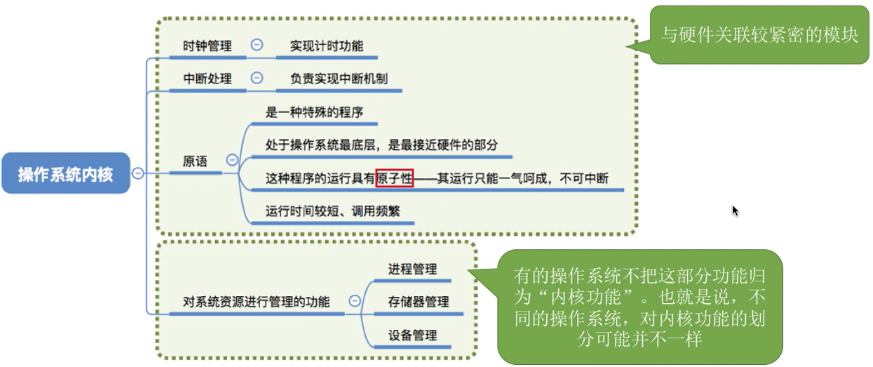 与硬件关联较紧密的模块
时钟管理
实现计时功能
中断处理
负责实现中断机制
是一种特殊的程序
处于操作系统最底层，是最接近硬件的部分
原语
操作系统内核
这种程序的运行具有原子性——其运行只能一气呵成，不可中断
运行时间较短、调用频繁
对系统资源进行管理的功能
进程管理
存储器管理
设备管理
有的操作系统不把这部分功能归
为“内核功能”。也就是说，不
同的操作系统，对内核功能的划
分可能并不一样